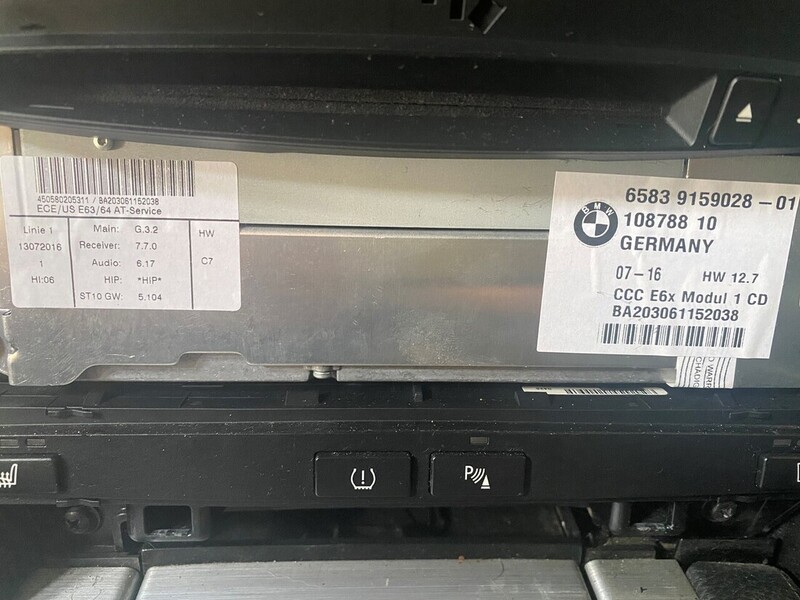 450580205311 / BA203061152038
ECE/US E63/64 AT-Service
Linie 1
13072016
1
HI:06
Main: G.3.2
Receiver: 7.7.0
Audio: 6.17
HIP: *HIP*
ST10 GW: 5.104
HW
C7
BMW
6583 9159028-01
108788 10
GERMANY
07-16 HW 12.7
CCC E6x Modul 1 CD
BA203061152038
P